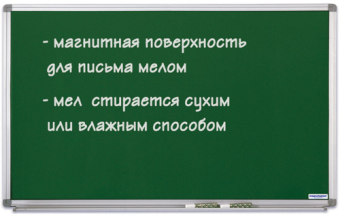 - магнитная поверхность
для письма мелом
- мел стирается сухим
или влажным способом